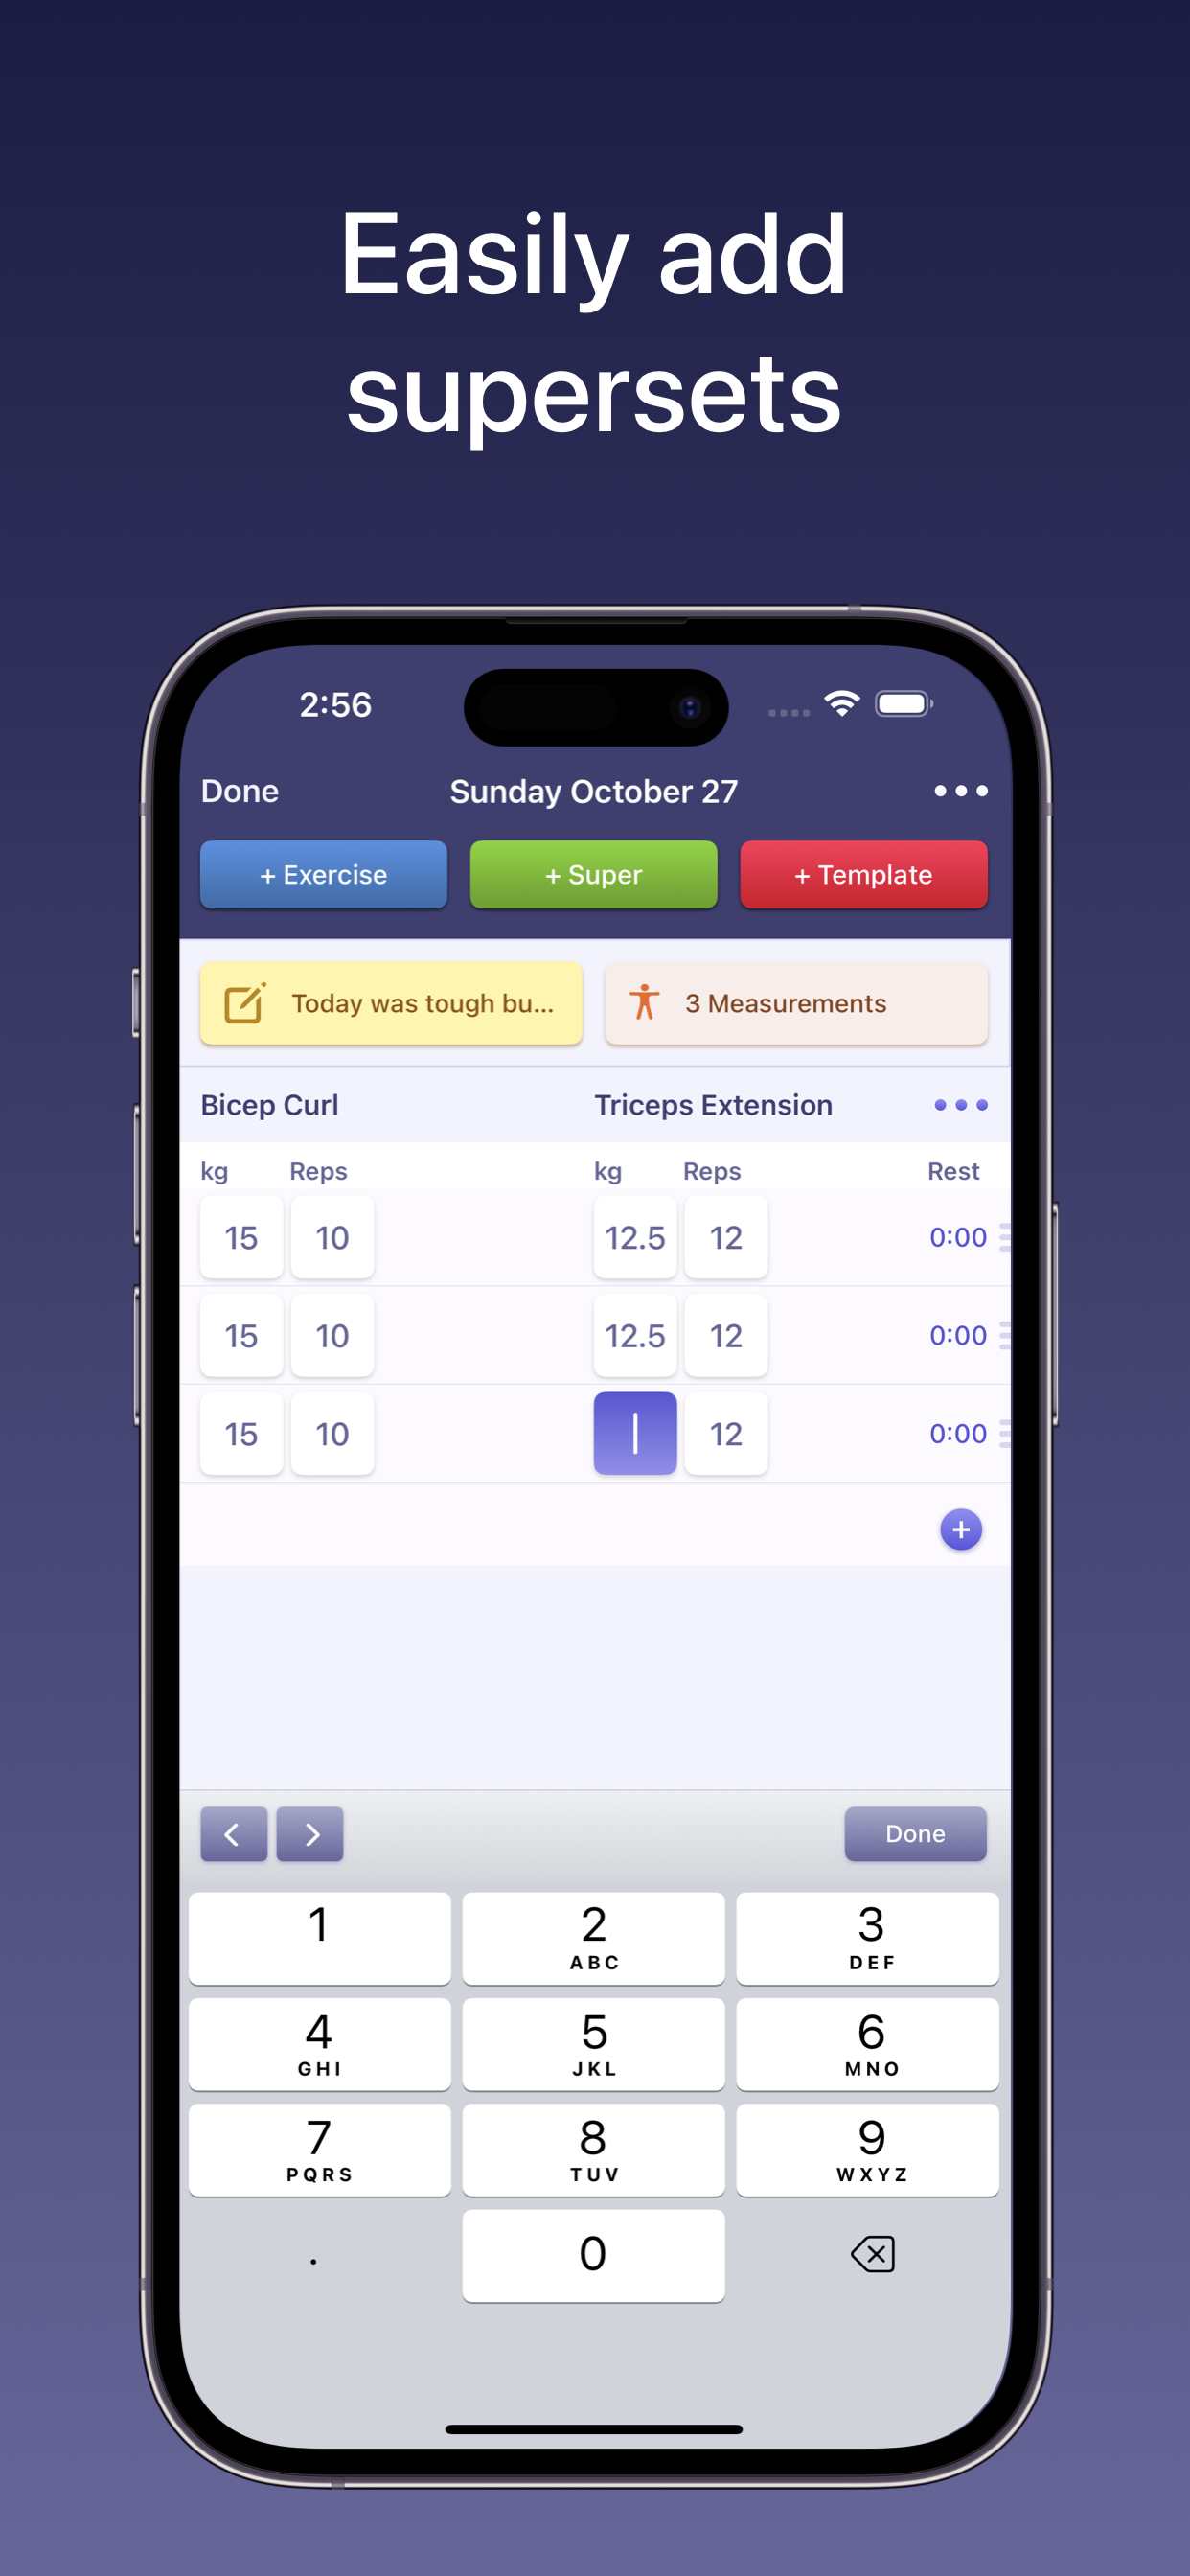 Easily add
supersets
2:56
Done Sunday October 27
+ Exercise + Super + Template
Today was tough bu... 3 Measurements
Bicep Curl Triceps Extension
kg Reps kg Reps Rest
15 10 12.5 12 0:00
15 10 12.5 12 0:00
15 10 12 0:00
+
Done
1 2 3
ABC DEF
4 5 6
GHI JKL MNO
7 8 9
PQRS TUV WXYZ
. 0